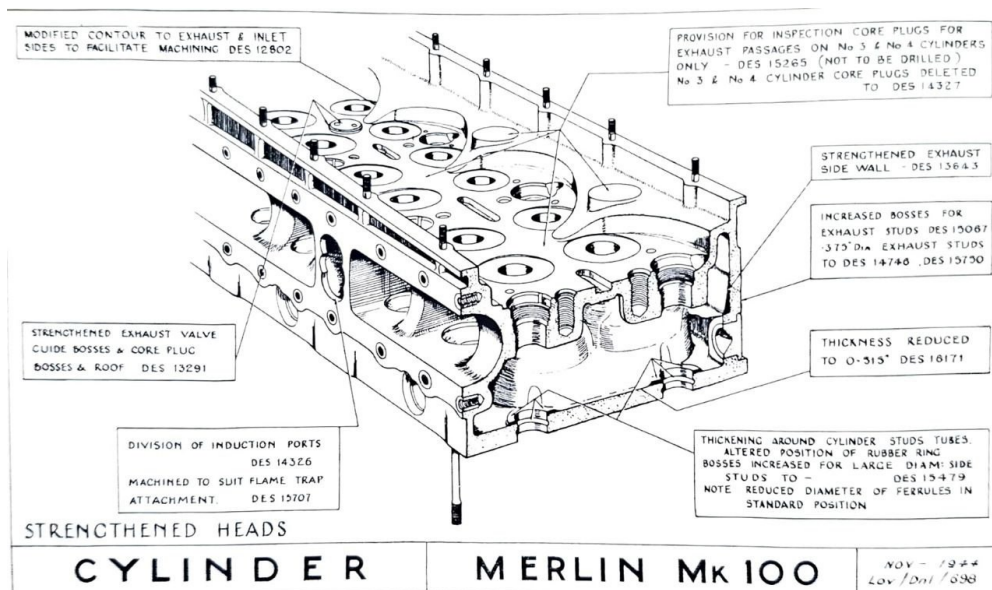 MODIFIED CONTOUR TO EXHAUST & INLET
SIDES TO FACILITATE MACHINING DES 12802
PROVISION FOR INSPECTION CORE PLUGS FOR
EXHAUST PASSAGES ON No 3 & No 4 CYLINDERS
ONLY - DES 15265 (NOT TO BE DRILLED)
No 3 & No 4 CYLINDER CORE PLUGS DELETED
TO DES 14327
STRENGTHENED EXHAUST
SIDE WALL - DES 13643
INCREASED BOSSES FOR
EXHAUST STUDS DES 15067
·375" DIA EXHAUST STUDS
TO DES 14746 . DES 15750
STRENGTHENED EXHAUST VALVE
GUIDE BOSSES & CORE PLUG
BOSSES & ROOF DES 13291
THICKNESS REDUCED
TO 0·515" DES 16171
DIVISION OF INDUCTION PORTS
DES 14326
MACHINED TO SUIT FLAME TRAP
ATTACHMENT. DES 15707
THICKENING AROUND CYLINDER STUDS TUBES.
ALTERED POSITION OF RUBBER RING
BOSSES INCREASED FOR LARGE DIAM: SIDE
STUDS TO - DES 15479
NOTE REDUCED DIAMETER OF FERRULES IN
STANDARD POSITION
STRENGTHENED HEADS
CYLINDER
MERLIN MK 100
NOV - 1944
Lov/Dnl/698